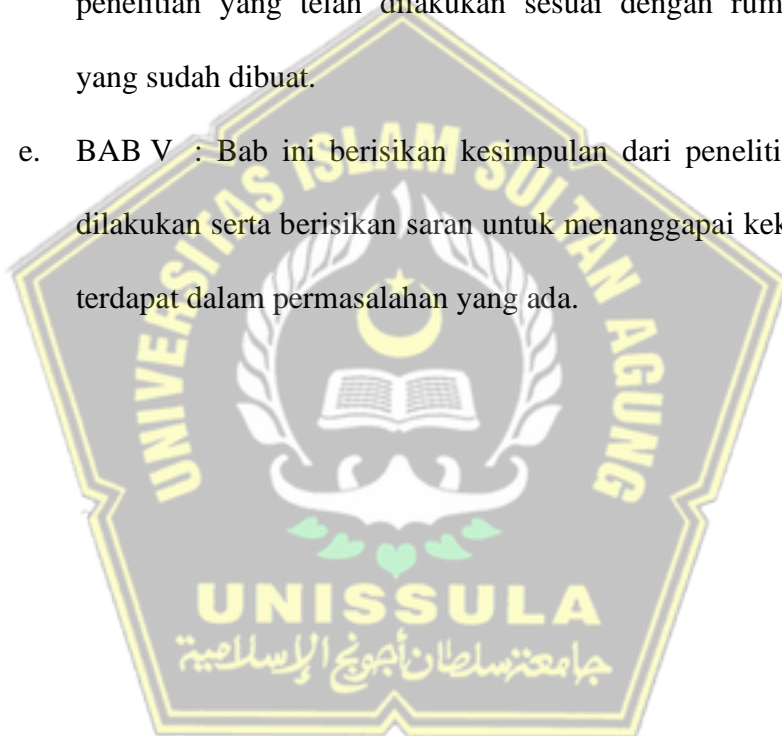 penelitian yang telah dilakukan sesuai dengan rum
yang sudah dibuat.
e. BAB V : Bab ini berisikan kesimpulan dari peneliti
dilakukan serta berisikan saran untuk menanggapai kek
terdapat dalam permasalahan yang ada.
UNIVERSITAS ISLAM SULTAN AGUNG
UNISSULA
جامعة سلطان أجونج الإسلامية